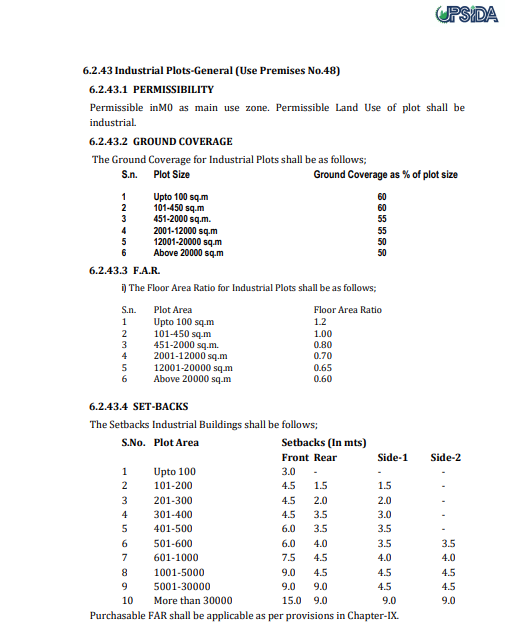 UPSIDA
6.2.43 Industrial Plots-General (Use Premises No.48)
6.2.43.1 PERMISSIBILITY
Permissible inM0 as main use zone. Permissible Land Use of plot shall be
industrial.
6.2.43.2 GROUND COVERAGE
The Ground Coverage for Industrial Plots shall be as follows;
S.n. Plot Size Ground Coverage as % of plot size
1 Upto 100 sq.m 60
2 101-450 sq.m 60
3 451-2000 sq.m. 55
4 2001-12000 sq.m 55
5 12001-20000 sq.m 50
6 Above 20000 sq.m 50
6.2.43.3 F.A.R.
i) The Floor Area Ratio for Industrial Plots shall be as follows;
S.n. Plot Area Floor Area Ratio
1 Upto 100 sq.m 1.2
2 101-450 sq.m 1.00
3 451-2000 sq.m. 0.80
4 2001-12000 sq.m 0.70
5 12001-20000 sq.m 0.65
6 Above 20000 sq.m 0.60
6.2.43.4 SET-BACKS
The Setbacks Industrial Buildings shall be follows;
S.No. Plot Area Setbacks (In mts)
Front Rear Side-1 Side-2
1 Upto 100 3.0 - - -
2 101-200 4.5 1.5 1.5 -
3 201-300 4.5 2.0 2.0 -
4 301-400 4.5 3.5 3.0 -
5 401-500 6.0 3.5 3.5 -
6 501-600 6.0 4.0 3.5 3.5
7 601-1000 7.5 4.5 4.0 4.0
8 1001-5000 9.0 4.5 4.5 4.5
9 5001-30000 9.0 9.0 4.5 4.5
10 More than 30000 15.0 9.0 9.0 9.0
Purchasable FAR shall be applicable as per provisions in Chapter-IX.